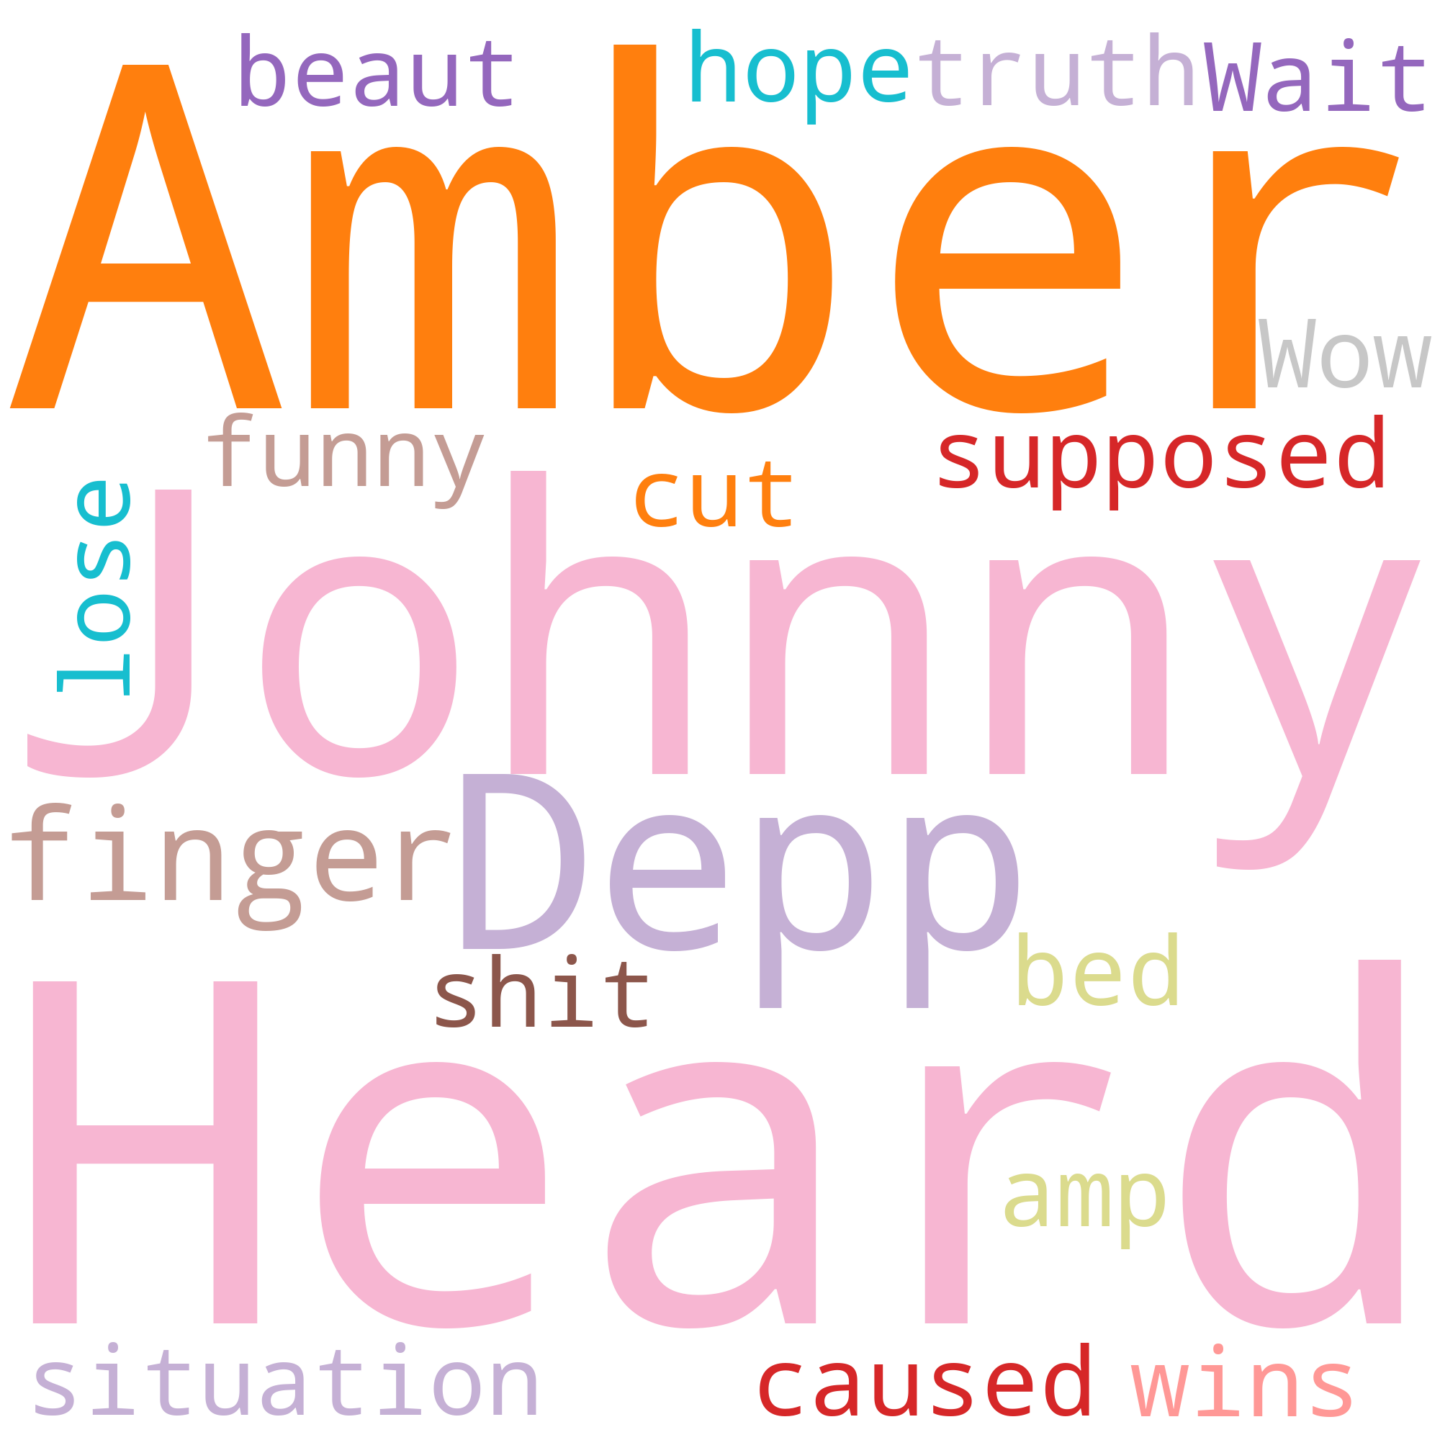 beaut hope truth Wait
Amber
Wow
funny cut supposed
lose
Johnny
finger Depp
shit bed
Heard
amp
situation caused wins